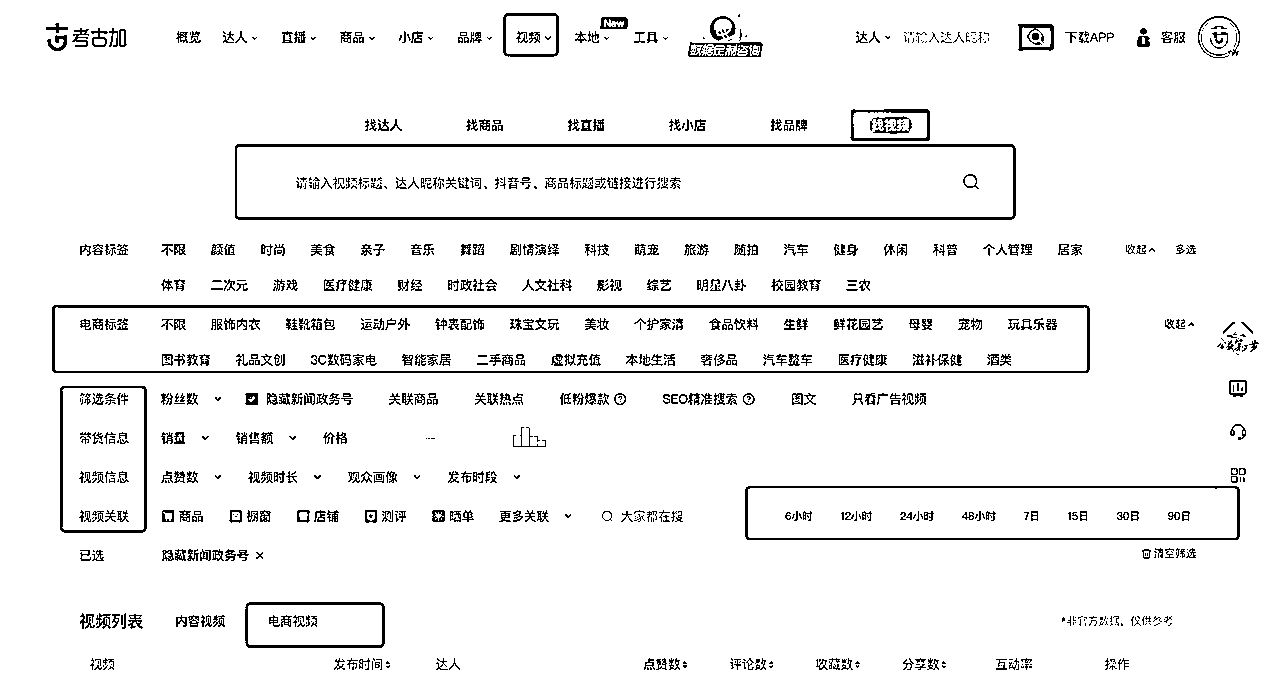 考古加 概览 达人 直播 商品 小店 品牌 视频 本地 New 工具 数据定制咨询 达人 请输入达人昵称 下载APP 客服
找达人 找商品 找直播 找小店 找品牌 找视频
请输入视频标题、达人昵称关键词、抖音号、商品标题或链接进行搜索
内容标签 不限 颜值 时尚 美食 亲子 音乐 舞蹈 剧情演绎 科技 萌宠 旅游 随拍 汽车 健身 休闲 科普 个人管理 居家 收起 多选
体育 二次元 游戏 医疗健康 财经 时政社会 人文社科 影视 综艺 明星八卦 校园教育 三农
电商标签 不限 服饰内衣 鞋靴箱包 运动户外 钟表配饰 珠宝文玩 美妆 个护家清 食品饮料 生鲜 鲜花园艺 母婴 宠物 玩具乐器 收起
图书教育 礼品文创 3C数码家电 智能家居 二手商品 虚拟充值 本地生活 奢侈品 汽车整车 医疗健康 滋补保健 酒类
筛选条件 粉丝数 隐藏新闻政务号 关联商品 关联热点 低粉爆款 SEO精准搜索 图文 只看广告视频
带货信息 销量 销售额 价格 --
视频信息 点赞数 视频时长 观众画像 发布时段
视频关联 商品 橱窗 店铺 测评 晒单 更多关联 大家都在搜 6小时 12小时 24小时 48小时 7日 15日 30日 90日
已选 隐藏新闻政务号 × 清空筛选
视频列表 内容视频 电商视频 *非官方数据，仅供参考
视频 发布时间 达人 点赞数 评论数 收藏数 分享数 互动率 操作